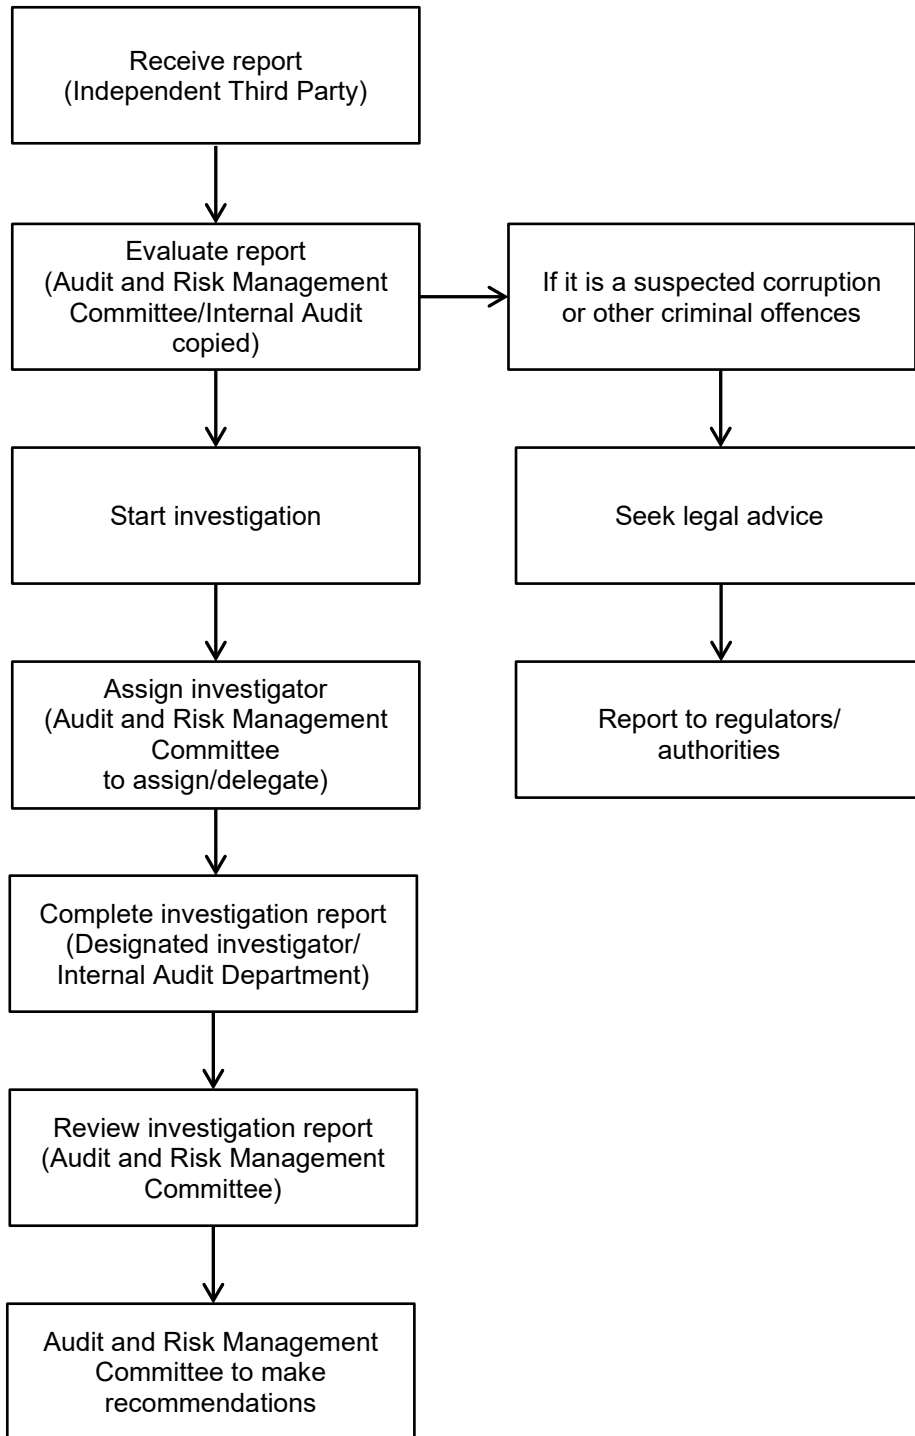 Receive report
(Independent Third Party)
Evaluate report
(Audit and Risk Management
Committee/Internal Audit
copied)
If it is a suspected corruption
or other criminal offences
Start investigation
Seek legal advice
Assign investigator
(Audit and Risk Management
Committee
to assign/delegate)
Report to regulators/
authorities
Complete investigation report
(Designated investigator/
Internal Audit Department)
Review investigation report
(Audit and Risk Management
Committee)
Audit and Risk Management
Committee to make
recommendations